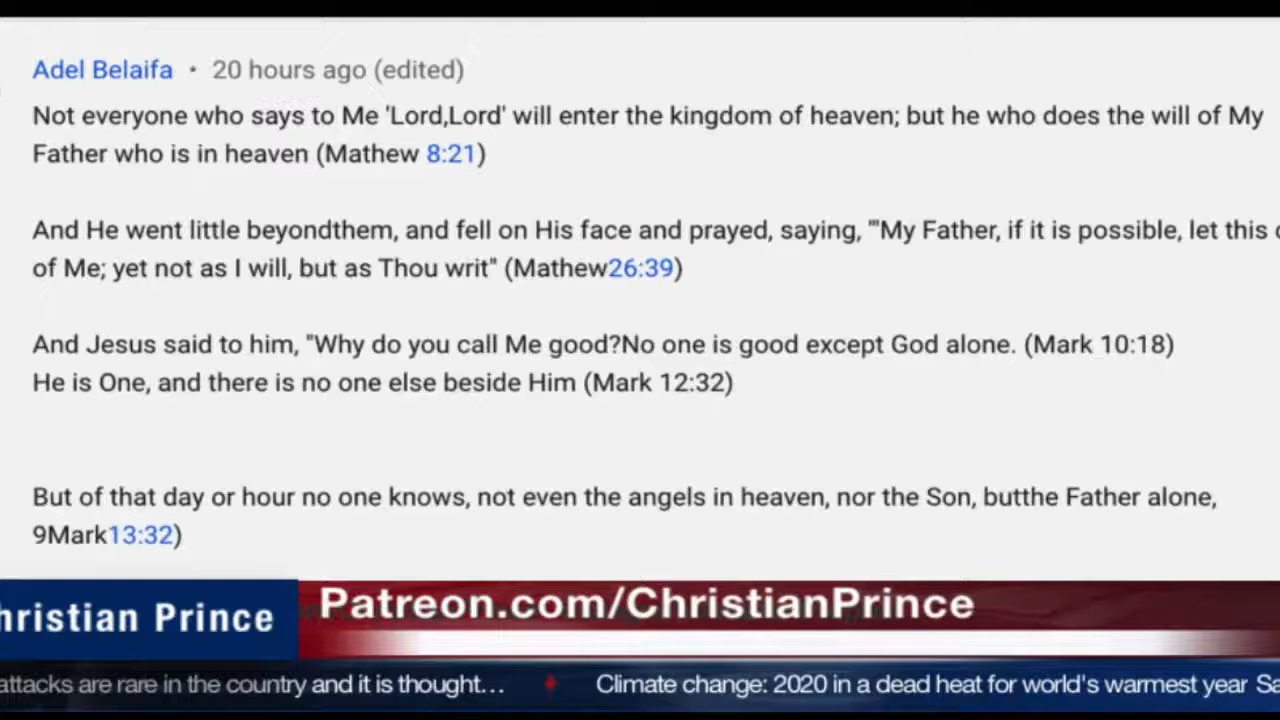 Adel Belaifa • 20 hours ago (edited)
Not everyone who says to Me 'Lord,Lord' will enter the kingdom of heaven; but he who does the will of My
Father who is in heaven (Mathew 8:21)
And He went little beyondthem, and fell on His face and prayed, saying, "'My Father, if it is possible, let this
of Me; yet not as I will, but as Thou writ" (Mathew26:39)
And Jesus said to him, "Why do you call Me good?No one is good except God alone. (Mark 10:18)
He is One, and there is no one else beside Him (Mark 12:32)
But of that day or hour no one knows, not even the angels in heaven, nor the Son, butthe Father alone,
9Mark13:32)
hristian Prince
Patreon.com/ChristianPrince
attacks are rare in the country and it is thought... Climate change: 2020 in a dead heat for world's warmest year Sa